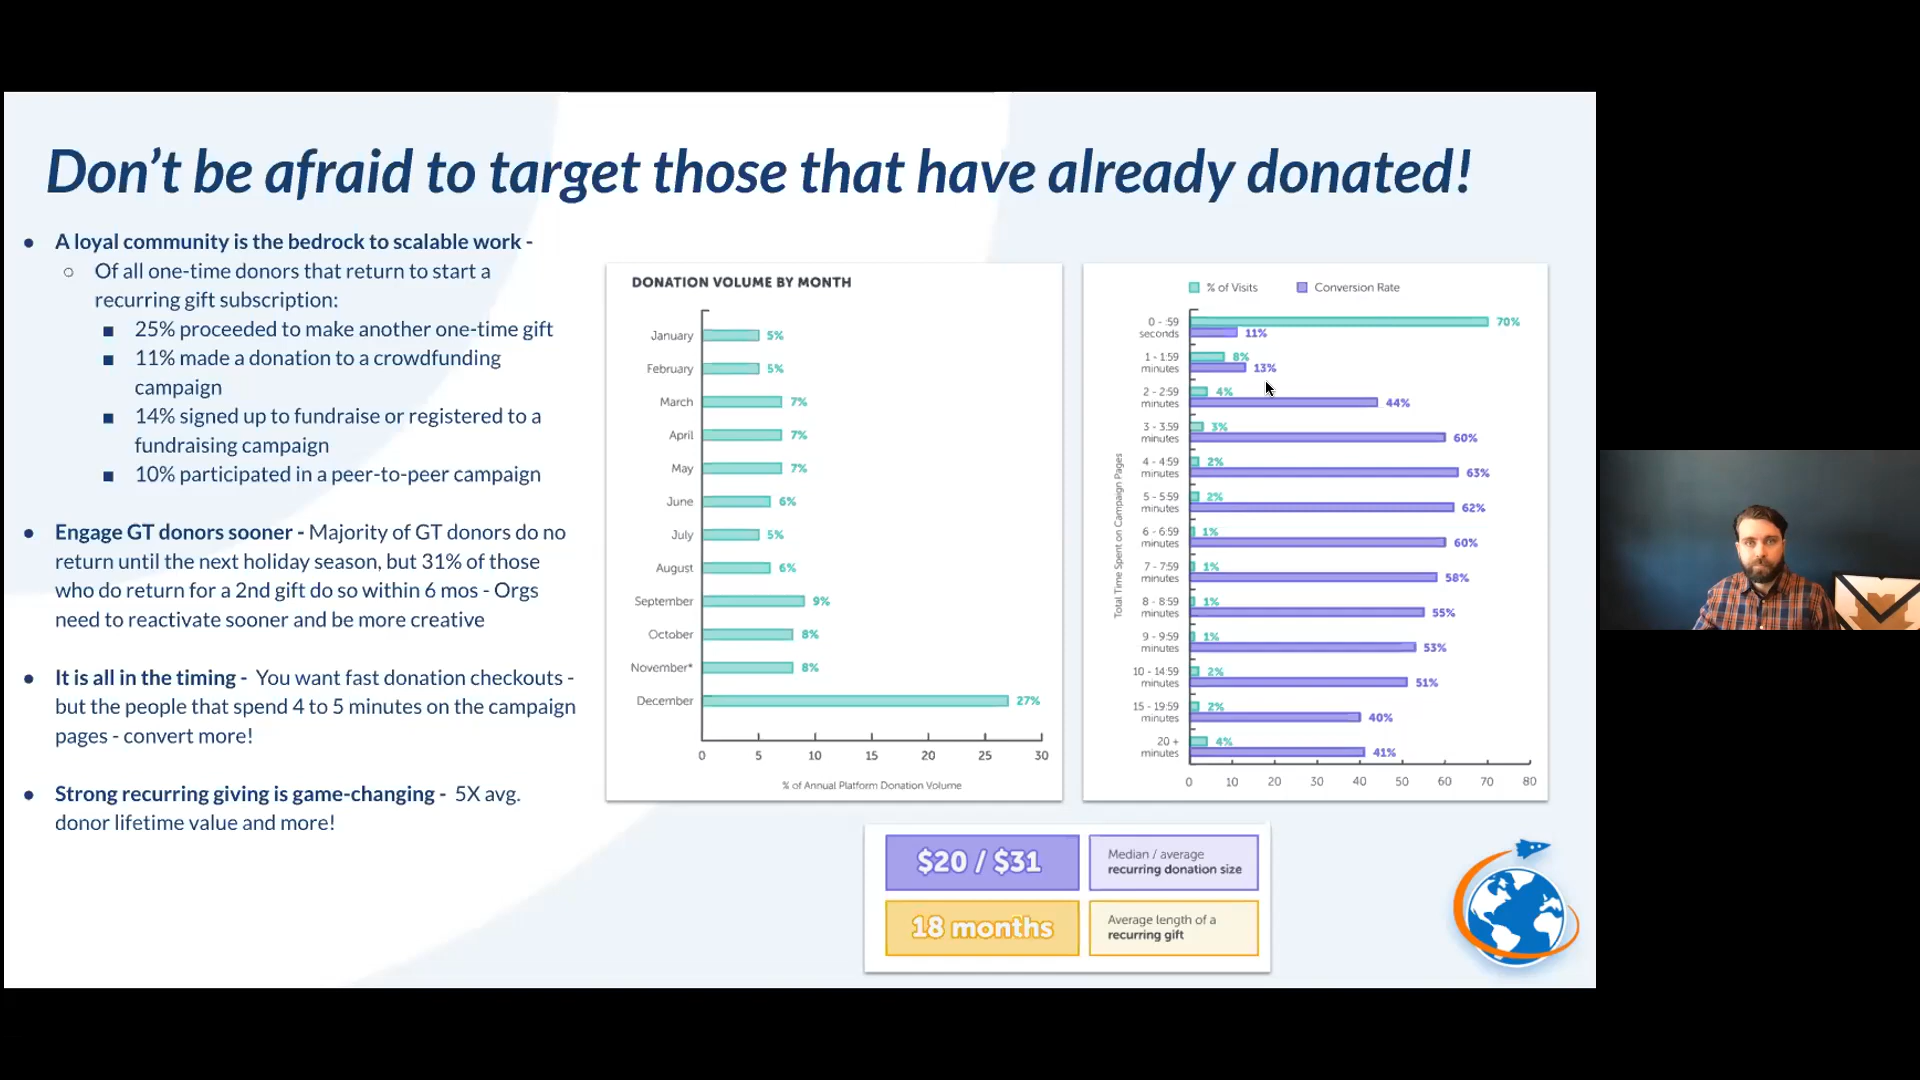 Don't be afraid to target those that have already donated!
● A loyal community is the bedrock to scalable work -
○ Of all one-time donors that return to start a
recurring gift subscription:
■ 25% proceeded to make another one-time gift
■ 11% made a donation to a crowdfunding
campaign
■ 14% signed up to fundraise or registered to a
fundraising campaign
■ 10% participated in a peer-to-peer campaign
● Engage GT donors sooner - Majority of GT donors do no
return until the next holiday season, but 31% of those
who do return for a 2nd gift do so within 6 mos - Orgs
need to reactivate sooner and be more creative
● It is all in the timing - You want fast donation checkouts -
but the people that spend 4 to 5 minutes on the campaign
pages - convert more!
● Strong recurring giving is game-changing - 5X avg.
donor lifetime value and more!
DONATION VOLUME BY MONTH
January 5%
February 5%
March 7%
April 7%
May 7%
June 6%
July 5%
August 6%
September 9%
October 8%
November* 8%
December 27%
0 5 10 15 20 25 30
% of Annual Platform Donation Volume
% of Visits Conversion Rate
Total Time Spent on Campaign Pages
0 - :59 70%
seconds 11%
1 - 1:59 8%
minutes 13%
2 - 2:59 4%
minutes 44%
3 - 3:59 3%
minutes 60%
4 - 4:59 2%
minutes 63%
5 - 5:59 2%
minutes 62%
6 - 6:59 1%
minutes 60%
7 - 7:59 1%
minutes 58%
8 - 8:59 1%
minutes 55%
9 - 9:59 1%
minutes 53%
10 - 14:59 2%
minutes 51%
15 - 19:59 2%
minutes 40%
20 + 4%
minutes 41%
0 10 20 30 40 50 60 70 80
$20 / $31
Median / average
recurring donation size
18 months
Average length of a
recurring gift